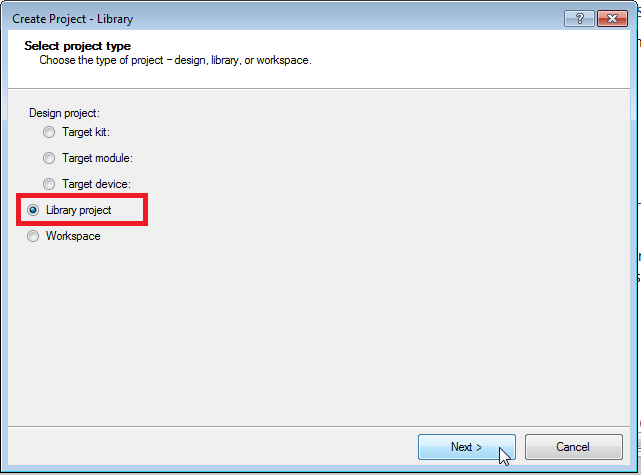 Create Project - Library
?
Select project type
Choose the type of project – design, library, or workspace.
Design project:
Target kit:
Target module:
Target device:
Library project
Workspace
Next >
Cancel